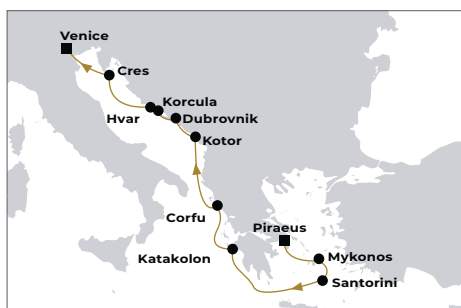 Venice
Cres
Korcula
Hvar
Dubrovnik
Kotor
Corfu
Piraeus
Katakolon
Mykonos
Santorini